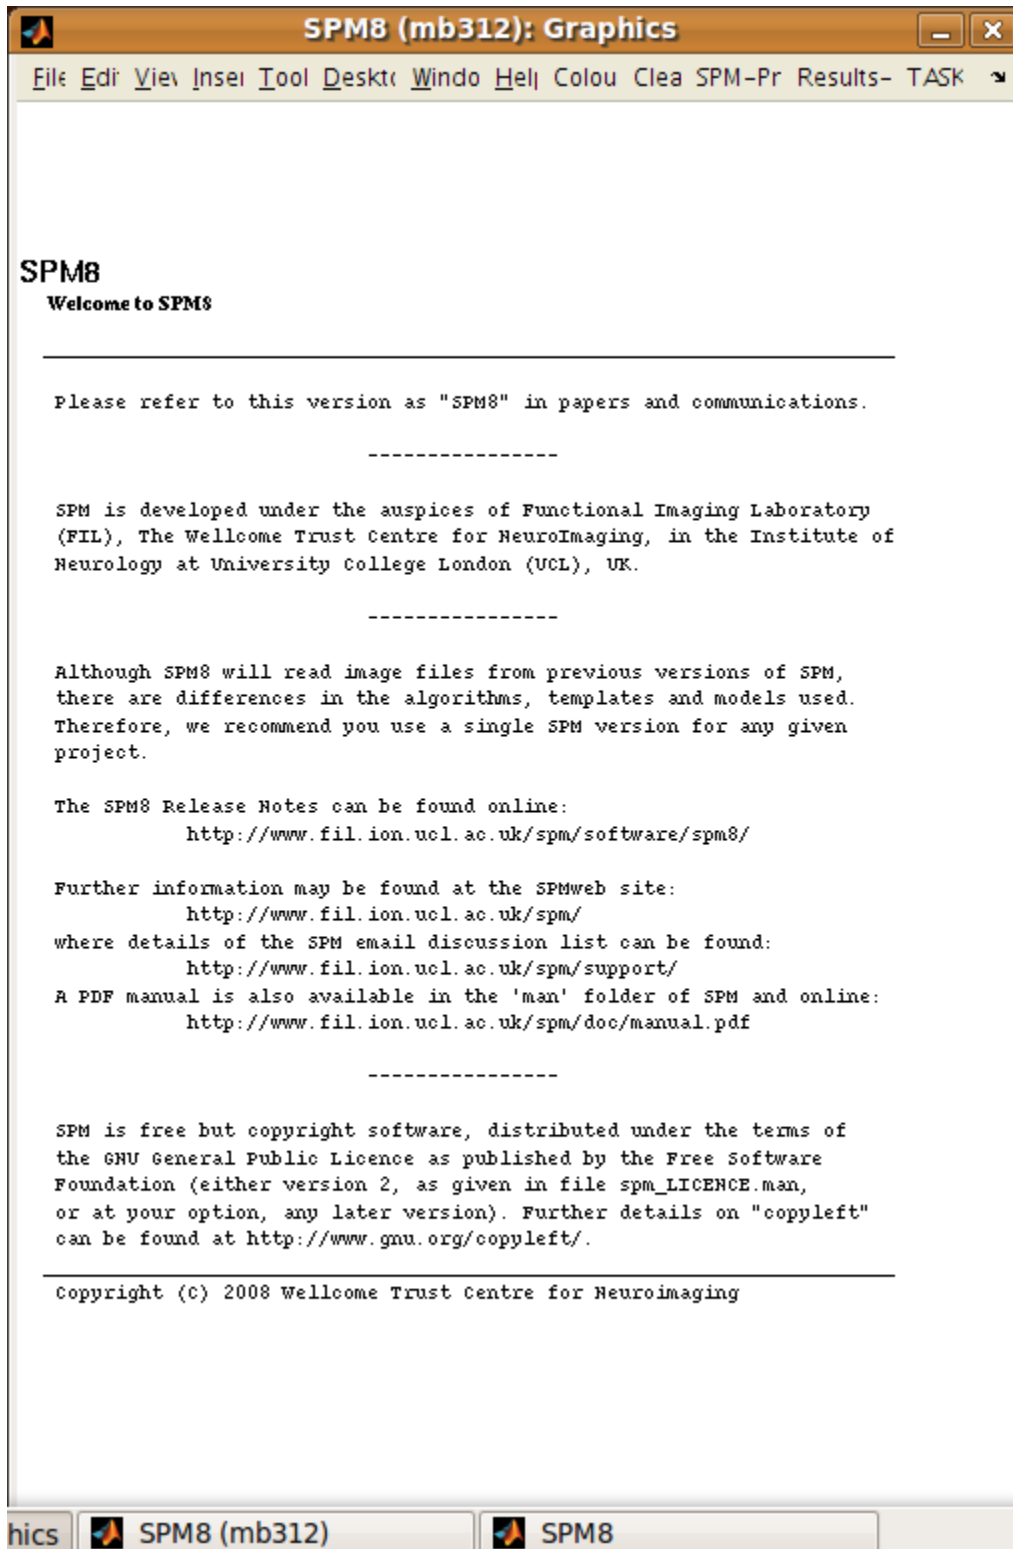 SPM8 (mb312): Graphics
File Edi View Inser Tool Deskto Windo Help Colou Clea SPM-Pr Results- TASK
SPM8
Welcome to SPM8
Please refer to this version as "SPM8" in papers and communications.
----------------
SPM is developed under the auspices of Functional Imaging Laboratory
(FIL), The Wellcome Trust Centre for NeuroImaging, in the Institute of
Neurology at University College London (UCL), UK.
----------------
Although SPM8 will read image files from previous versions of SPM,
there are differences in the algorithms, templates and models used.
Therefore, we recommend you use a single SPM version for any given
project.
The SPM8 Release Notes can be found online:
http://www.fil.ion.ucl.ac.uk/spm/software/spm8/
Further information may be found at the SPMweb site:
http://www.fil.ion.ucl.ac.uk/spm/
where details of the SPM email discussion list can be found:
http://www.fil.ion.ucl.ac.uk/spm/support/
A PDF manual is also available in the 'man' folder of SPM and online:
http://www.fil.ion.ucl.ac.uk/spm/doc/manual.pdf
----------------
SPM is free but copyright software, distributed under the terms of
the GNU General Public Licence as published by the Free Software
Foundation (either version 2, as given in file spm_LICENCE.man,
or at your option, any later version). Further details on "copyleft"
can be found at http://www.gnu.org/copyleft/.
Copyright (C) 2008 Wellcome Trust Centre for Neuroimaging
hics SPM8 (mb312) SPM8